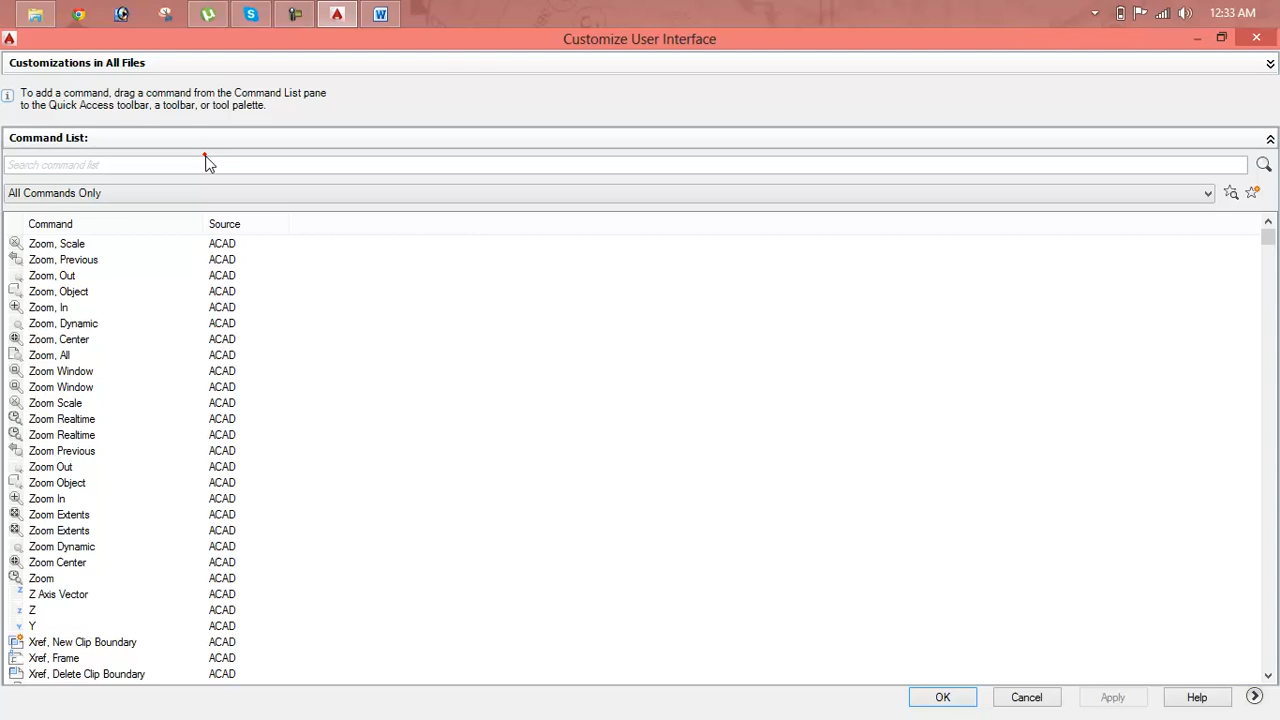 12:33 AM
Customize User Interface
Customizations in All Files
To add a command, drag a command from the Command List pane
to the Quick Access toolbar, a toolbar, or tool palette.
Command List:
Search command list
All Commands Only
Command Source
Zoom, Scale ACAD
Zoom, Previous ACAD
Zoom, Out ACAD
Zoom, Object ACAD
Zoom, In ACAD
Zoom, Dynamic ACAD
Zoom, Center ACAD
Zoom, All ACAD
Zoom Window ACAD
Zoom Window ACAD
Zoom Scale ACAD
Zoom Realtime ACAD
Zoom Realtime ACAD
Zoom Previous ACAD
Zoom Out ACAD
Zoom Object ACAD
Zoom In ACAD
Zoom Extents ACAD
Zoom Extents ACAD
Zoom Dynamic ACAD
Zoom Center ACAD
Zoom ACAD
Z Axis Vector ACAD
Z ACAD
Y ACAD
Xref, New Clip Boundary ACAD
Xref, Frame ACAD
Xref, Delete Clip Boundary ACAD
OK Cancel Apply Help